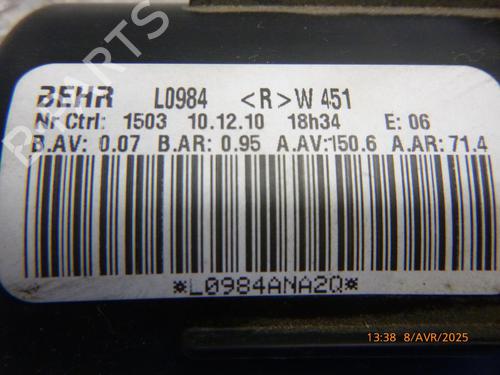 BEHR L0984 <R>W 451
Nr Ctrl: 1503 10.12.10 18h34 E: 06
B.AV: 0.07 B.AR: 0.95 A.AV:150.6 A.AR: 71.4
*L0984ANA2Q*
B-PARTS
13:38 8/AVR/2025